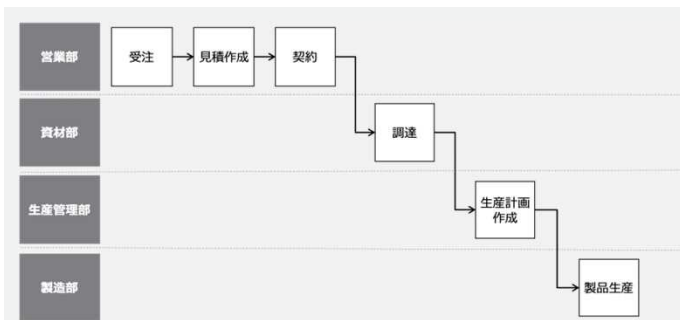 営業部
受注
見積作成
契約
資材部
調達
生産管理部
生産計画
作成
製造部
製品生産